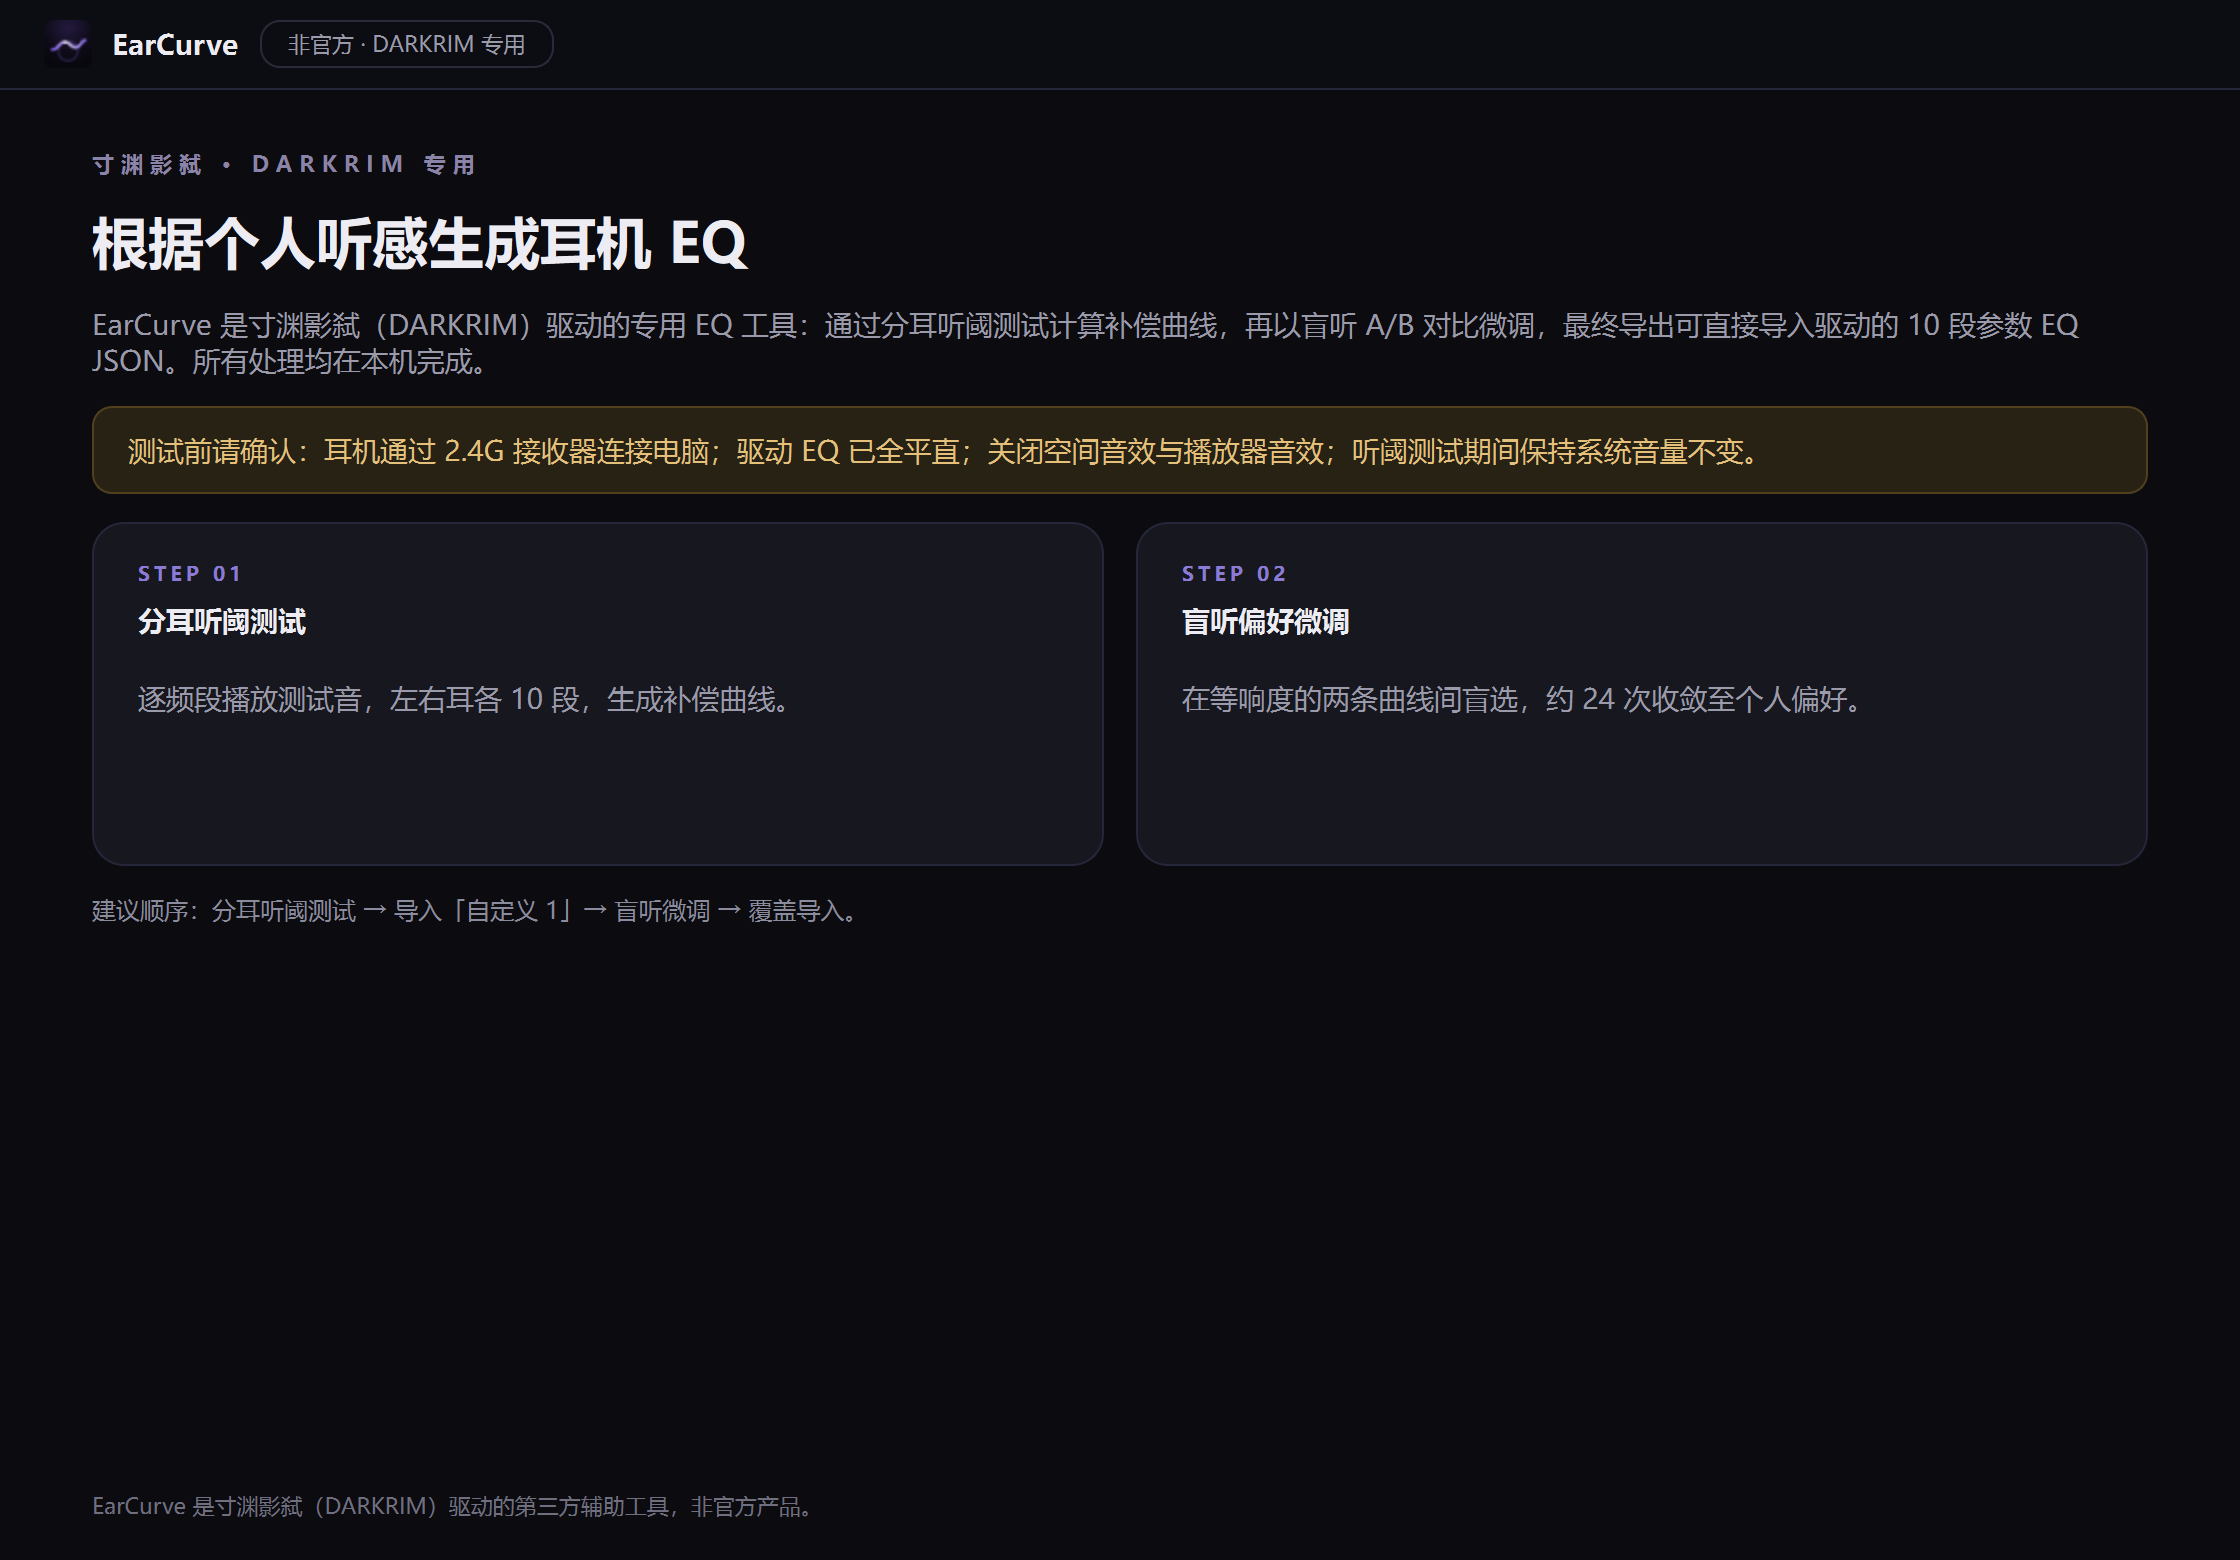 EarCurve
非官方 · DARKRIM 专用
寸渊影弑 • DARKRIM 专用
根据个人听感生成耳机 EQ
EarCurve 是寸渊影弑（DARKRIM）驱动的专用 EQ 工具：通过分耳听阈测试计算补偿曲线，再以盲听 A/B 对比微调，最终导出可直接导入驱动的 10 段参数 EQ
JSON。所有处理均在本机完成。
测试前请确认：耳机通过 2.4G 接收器连接电脑；驱动 EQ 已全平直；关闭空间音效与播放器音效；听阈测试期间保持系统音量不变。
STEP 01
分耳听阈测试
逐频段播放测试音，左右耳各 10 段，生成补偿曲线。
STEP 02
盲听偏好微调
在等响度的两条曲线间盲选，约 24 次收敛至个人偏好。
建议顺序：分耳听阈测试 → 导入「自定义 1」→ 盲听微调 → 覆盖导入。
EarCurve 是寸渊影弑（DARKRIM）驱动的第三方辅助工具，非官方产品。